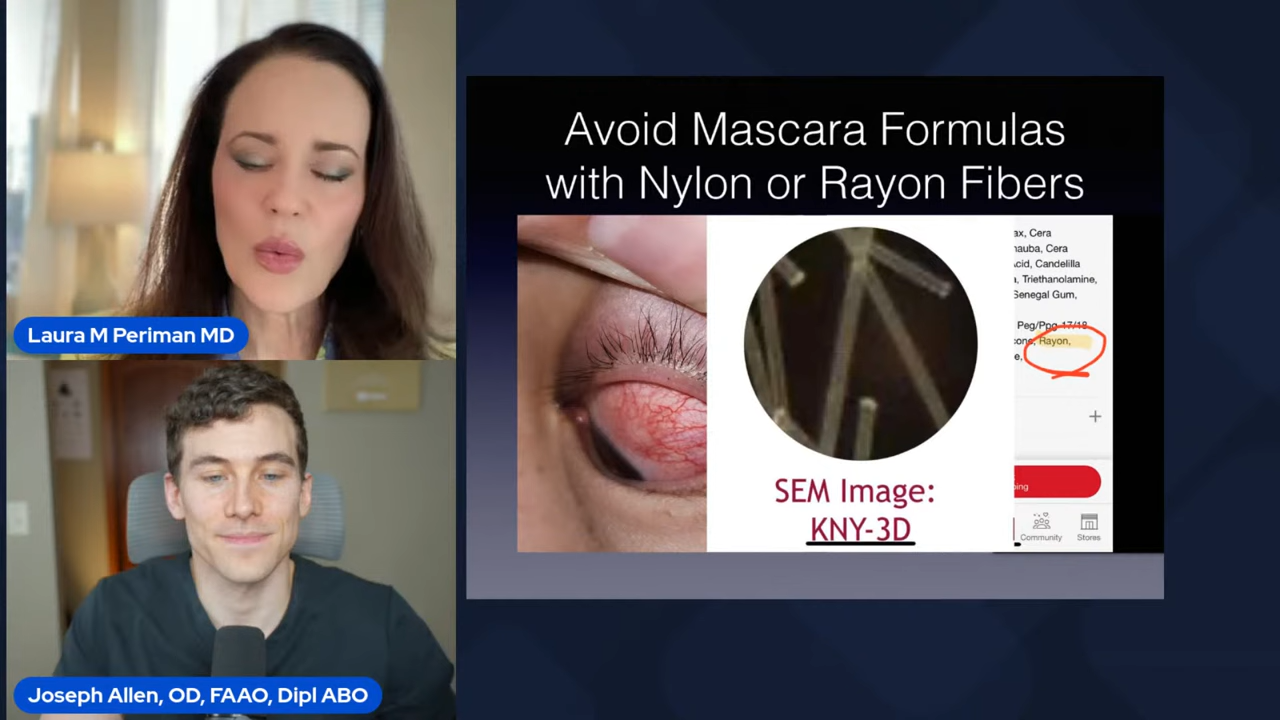 Laura M Periman MD
Joseph Allen, OD, FAAO, Dipl ABO
Avoid Mascara Formulas
with Nylon or Rayon Fibers
SEM Image:
KNY-3D
ax, Cera
nauba, Cera
Acid, Candelilla
a, Triethanolamine,
Senegal Gum,
Peg/Ppg-17/18
cone, Rayon,
e,
ping
Community
Stores